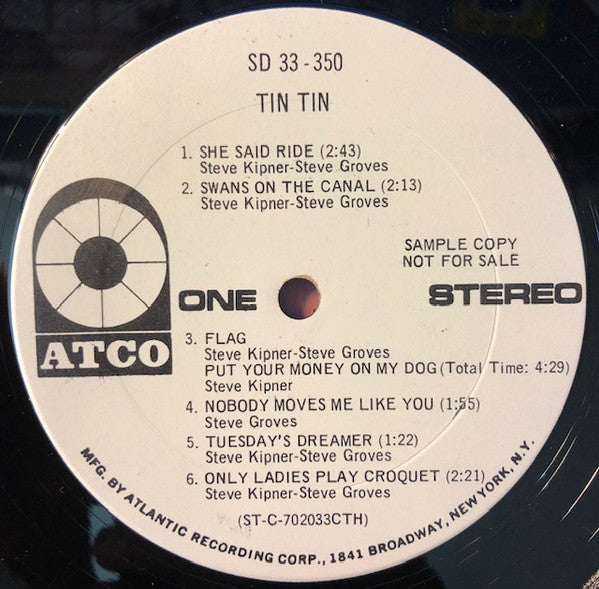 SD 33-350
TIN TIN
1. SHE SAID RIDE (2:43)
Steve Kipner-Steve Groves
2. SWANS ON THE CANAL (2:13)
Steve Kipner-Steve Groves
SAMPLE COPY
NOT FOR SALE
ONE
STEREO
ATCO
3. FLAG
Steve Kipner-Steve Groves
PUT YOUR MONEY ON MY DOG (Total Time: 4:29)
Steve Kipner
4. NOBODY MOVES ME LIKE YOU (1:55)
Steve Groves
5. TUESDAY'S DREAMER (1:22)
Steve Kipner-Steve Groves
6. ONLY LADIES PLAY CROQUET (2:21)
Steve Kipner-Steve Groves
(ST-C-702033CTH)
MFG. BY ATLANTIC RECORDING CORP., 1841 BROADWAY, NEW YORK, N.Y.